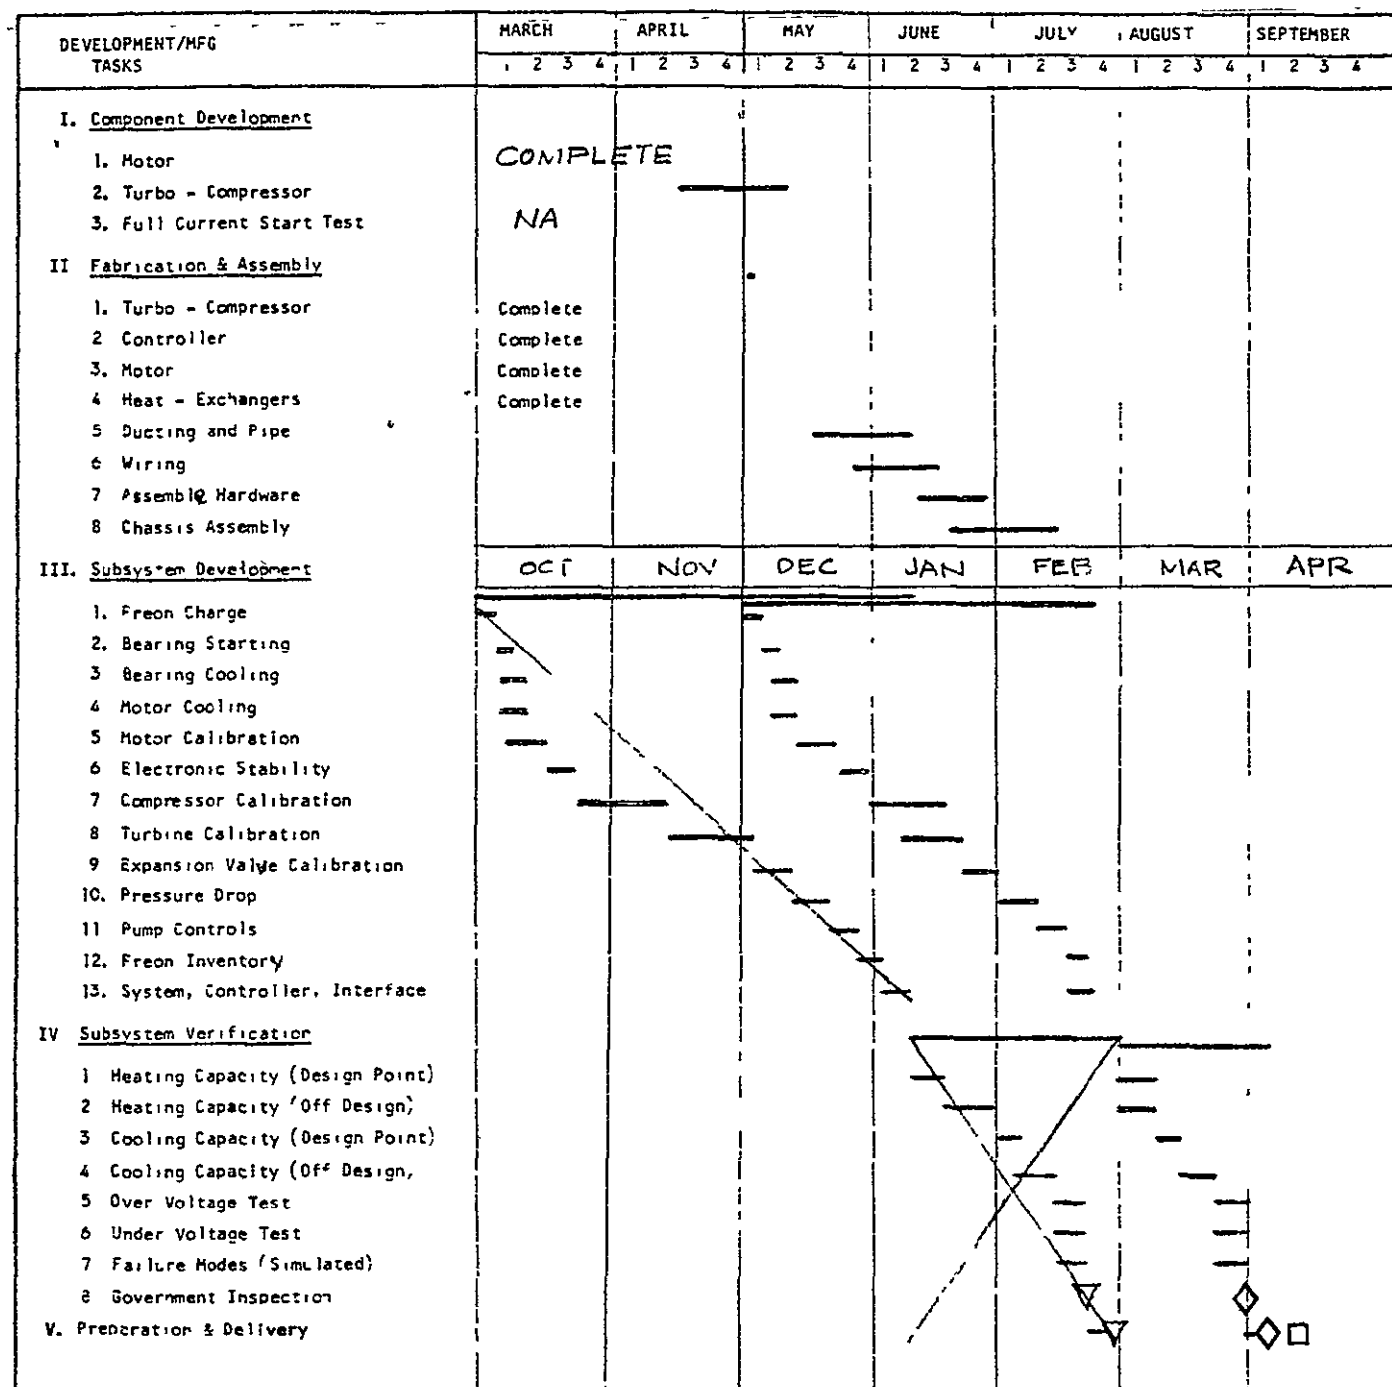 DEVELOPMENT/MFG TASKS
MARCH APRIL MAY JUNE JULY AUGUST SEPTEMBER
1 2 3 4 1 2 3 4 1 2 3 4 1 2 3 4 1 2 3 4 1 2 3 4 1 2 3 4
I. Component Development
1. Motor COMPLETE
2. Turbo - Compressor
3. Full Current Start Test NA
II Fabrication & Assembly
1. Turbo - Compressor Complete
2 Controller Complete
3. Motor Complete
4 Heat - Exchangers Complete
5 Ducting and Pipe
6 Wiring
7 Assemble Hardware
8 Chassis Assembly
III. Subsystem Development OCT NOV DEC JAN FEB MAR APR
1. Freon Charge
2. Bearing Starting
3 Bearing Cooling
4 Motor Cooling
5 Motor Calibration
6 Electronic Stability
7 Compressor Calibration
8 Turbine Calibration
9 Expansion Valve Calibration
10. Pressure Drop
11 Pump Controls
12. Freon Inventory
13. System, Controller, Interface
IV Subsystem Verification
1 Heating Capacity (Design Point)
2 Heating Capacity (Off Design)
3 Cooling Capacity (Design Point)
4 Cooling Capacity (Off Design,
5 Over Voltage Test
6 Under Voltage Test
7 Failure Modes (Simulated)
8 Government Inspection
V. Preparation & Delivery